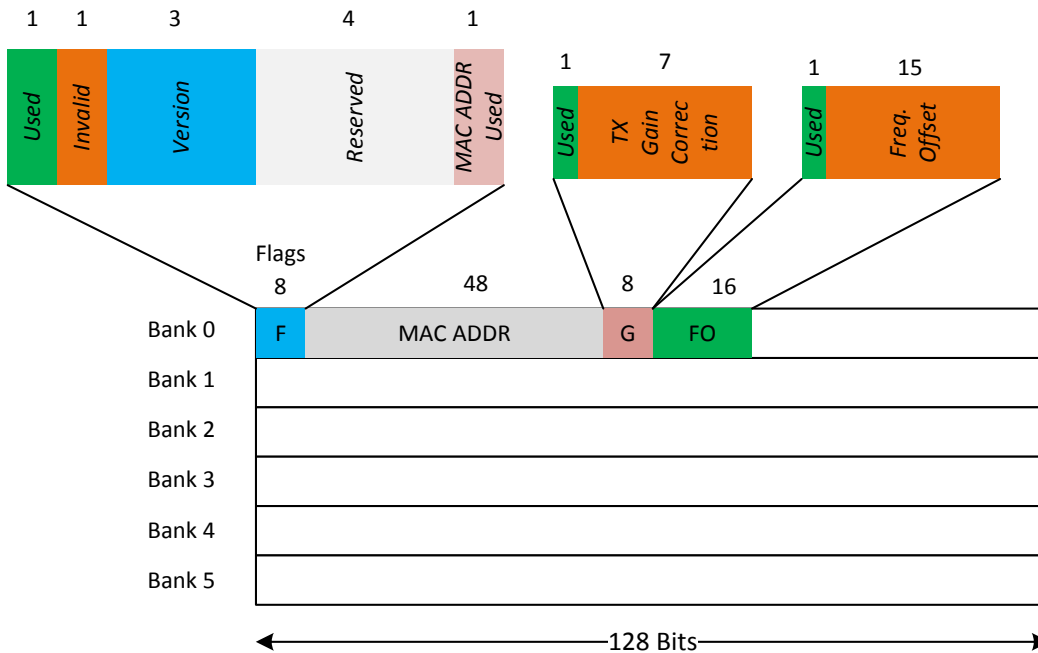 1 1 3 4 1
Used
Invalid
Version
Reserved
MAC ADDR
Used
1 7
Used
TX
Gain
Correc
tion
1 15
Used
Freq.
Offset
Flags
8 48 8 16
Bank 0 F MAC ADDR G FO
Bank 1
Bank 2
Bank 3
Bank 4
Bank 5
128 Bits